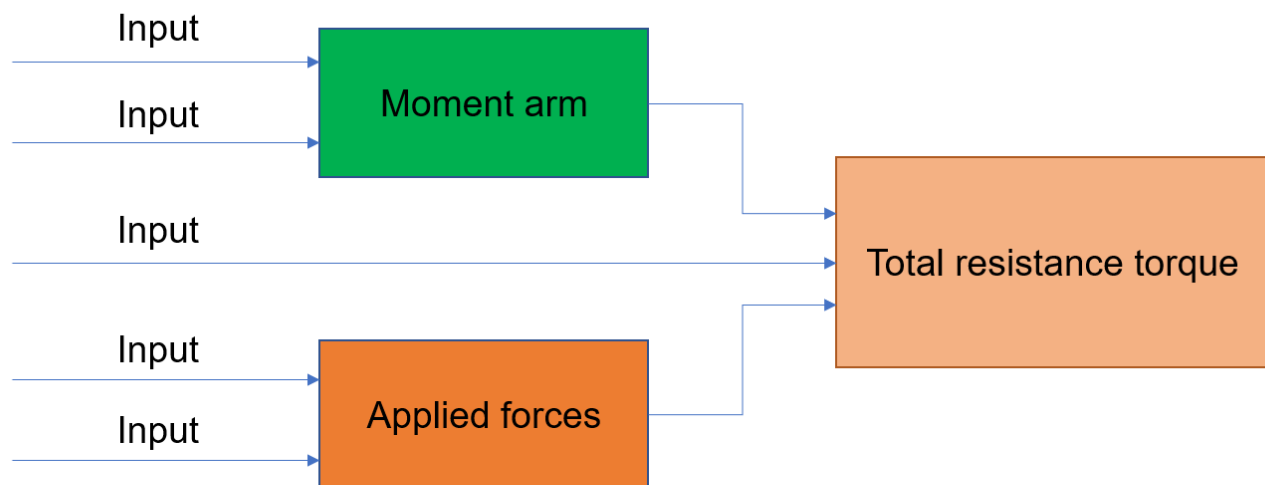 Input
Moment arm
Input
Input
Total resistance torque
Input
Applied forces
Input